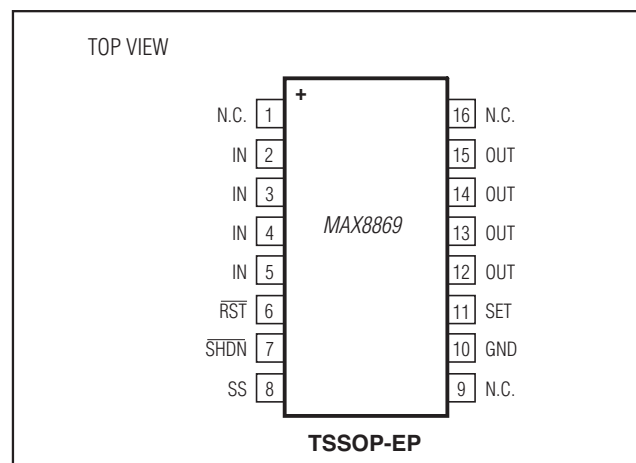 TOP VIEW
+
N.C. 1 16 N.C.
IN 2 15 OUT
IN 3 14 OUT
IN 4 MAX8869 13 OUT
IN 5 12 OUT
RST 6 11 SET
SHDN 7 10 GND
SS 8 9 N.C.
TSSOP-EP